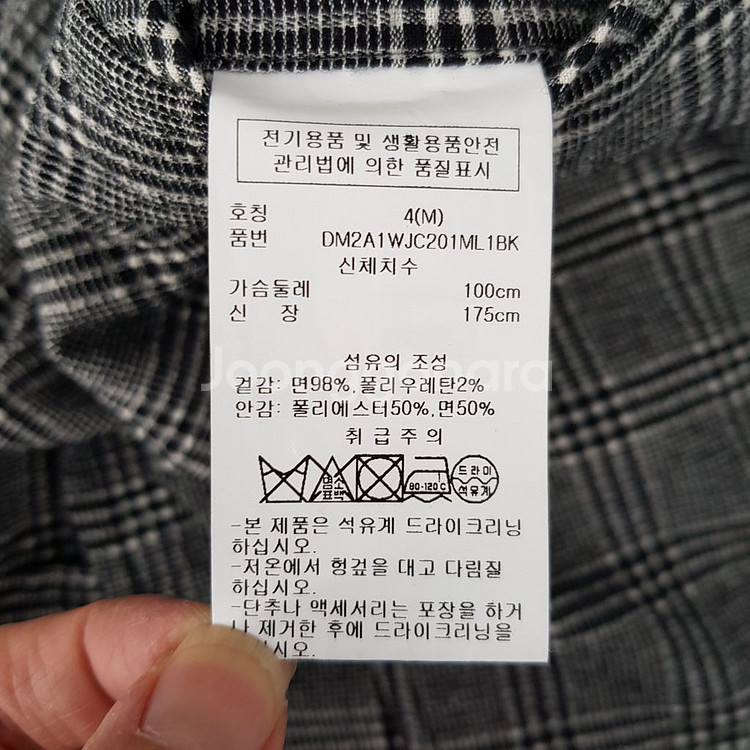 전기용품 및 생활용품안전
관리법에 의한 품질표시
호칭 4(M)
품번 DM2A1WJC201ML1BK
신체치수
가슴둘레 100cm
신 장 175cm
섬유의 조성
겉감: 면98%,폴리우레탄2%
안감: 폴리에스터50%,면50%
취급주의
염소
표백
80-120℃
드라이
석유계
-본 제품은 석유계 드라이크리닝
하십시오.
-저온에서 헝겊을 대고 다림질
하십시오.
-단추나 액세서리는 포장을 하거
나 제거한 후에 드라이크리닝을
십시오.